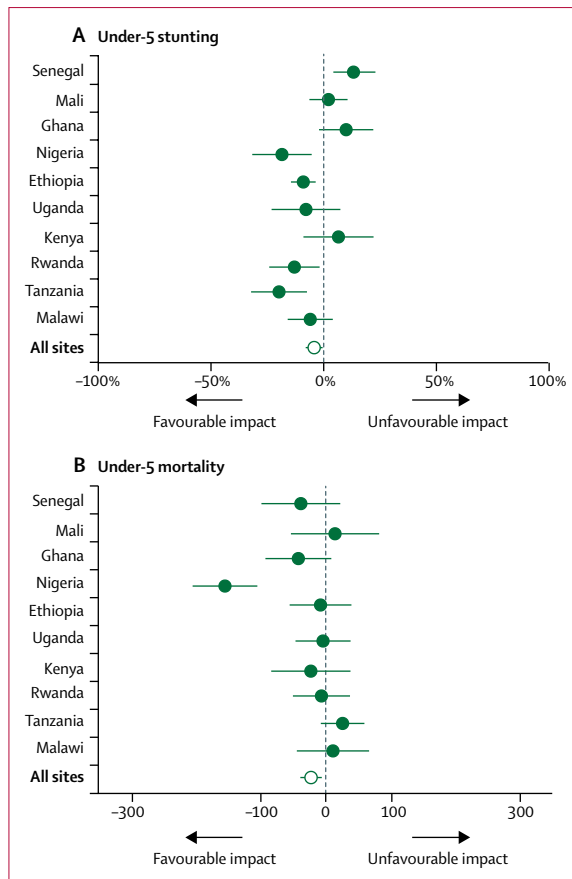 A Under-5 stunting
Senegal
Mali
Ghana
Nigeria
Ethiopia
Uganda
Kenya
Rwanda
Tanzania
Malawi
All sites
–100% –50% 0% 50% 100%
Favourable impact Unfavourable impact
B Under-5 mortality
Senegal
Mali
Ghana
Nigeria
Ethiopia
Uganda
Kenya
Rwanda
Tanzania
Malawi
All sites
–300 –100 0 100 300
Favourable impact Unfavourable impact